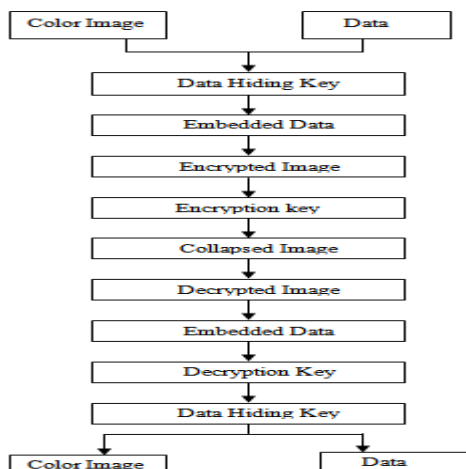 Color Image
Data
Data Hiding Key
Embedded Data
Encrypted Image
Encryption key
Collapsed Image
Decrypted Image
Embedded Data
Decryption Key
Data Hiding Key
Color Image
Data